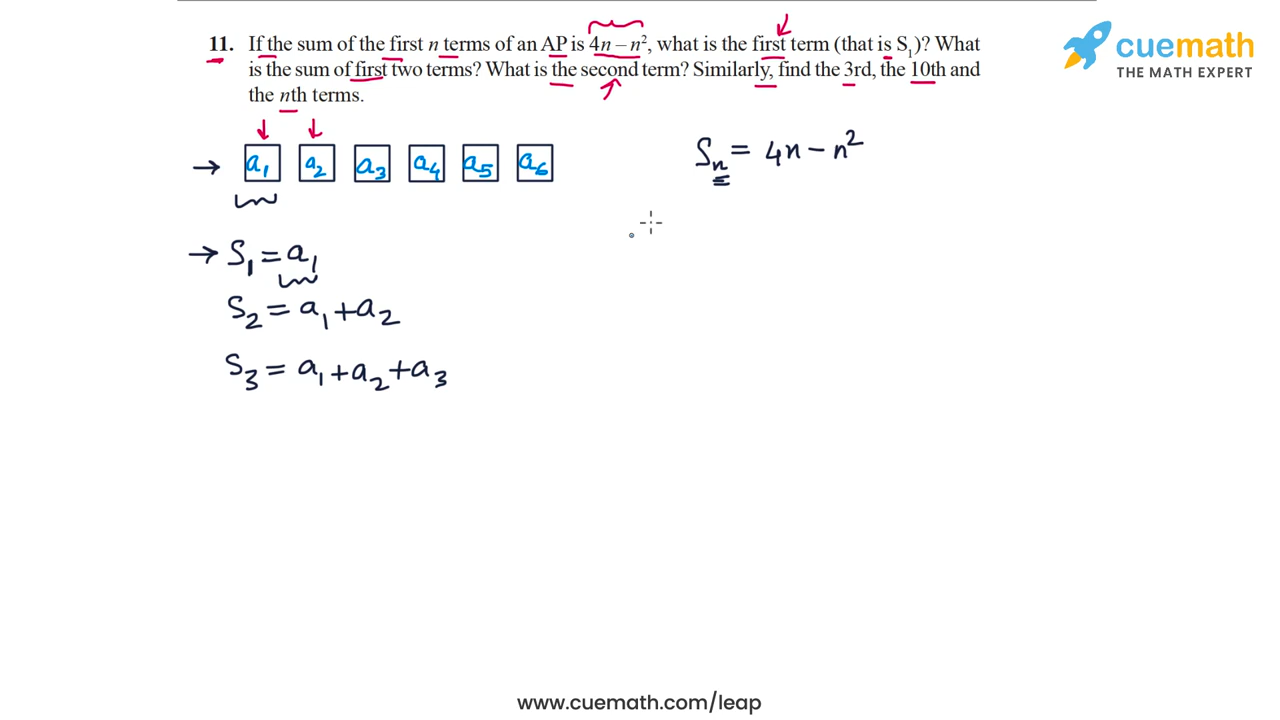 11. If the sum of the first n terms of an AP is 4n – n², what is the first term (that is S₁)? What
is the sum of first two terms? What is the second term? Similarly, find the 3rd, the 10th and
the nth terms.
cuemath
THE MATH EXPERT
→ a₁ a₂ a₃ a₄ a₅ a₆
Sₙ = 4n – n²
→ S₁ = a₁
S₂ = a₁ + a₂
S₃ = a₁ + a₂ + a₃
www.cuemath.com/leap